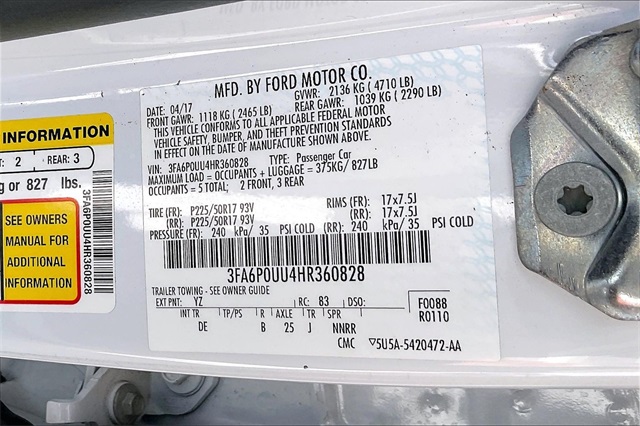 MFD. BY FORD MOTOR CO.
DATE: 04/17 GVWR: 2136 KG ( 4710 LB)
FRONT GAWR: 1118 KG ( 2465 LB) REAR GAWR: 1039 KG ( 2290 LB)
THIS VEHICLE CONFORMS TO ALL APPLICABLE FEDERAL MOTOR
VEHICLE SAFETY, BUMPER, AND THEFT PREVENTION STANDARDS
IN EFFECT ON THE DATE OF MANUFACTURE SHOWN ABOVE.
VIN: 3FA6P0UU4HR360828 TYPE: Passenger Car
MAXIMUM LOAD = OCCUPANTS + LUGGAGE = 375KG/ 827LB
OCCUPANTS = 5 TOTAL; 2 FRONT, 3 REAR
TIRE (FR): P225/50R17 93V RIMS (FR): 17x7.5J
(RR): P225/50R17 93V (RR): 17x7.5J
PRESSURE (FR): 240 kPa/ 35 PSI COLD (RR): 240 kPa/ 35 PSI COLD
3FA6P0UU4HR360828
TRAILER TOWING - SEE OWNER GUIDE
EXT PNT: YZ RC: 83 DSO: F0088
INT TR TP/PS R AXLE TR SPR R0110
DE B 25 J NNRR
CMC 5U5A-5420472-AA
INFORMATION
2 REAR: 3
or 827 lbs.
SEE OWNERS
MANUAL FOR
ADDITIONAL
INFORMATION
3FA6P0UU4HR360828